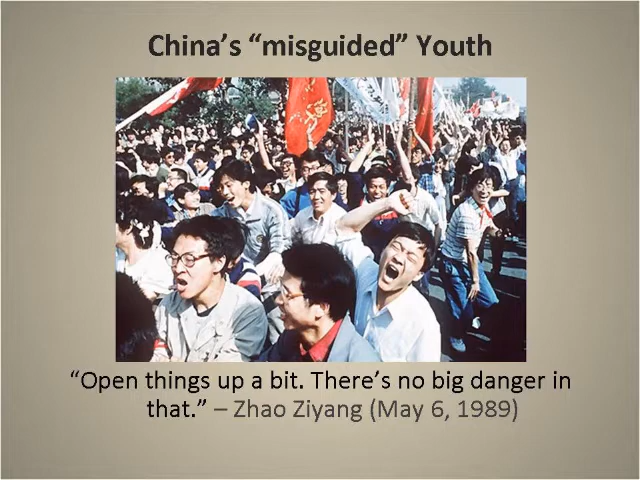 China’s “misguided” Youth
“Open things up a bit. There’s no big danger in
that.” – Zhao Ziyang (May 6, 1989)